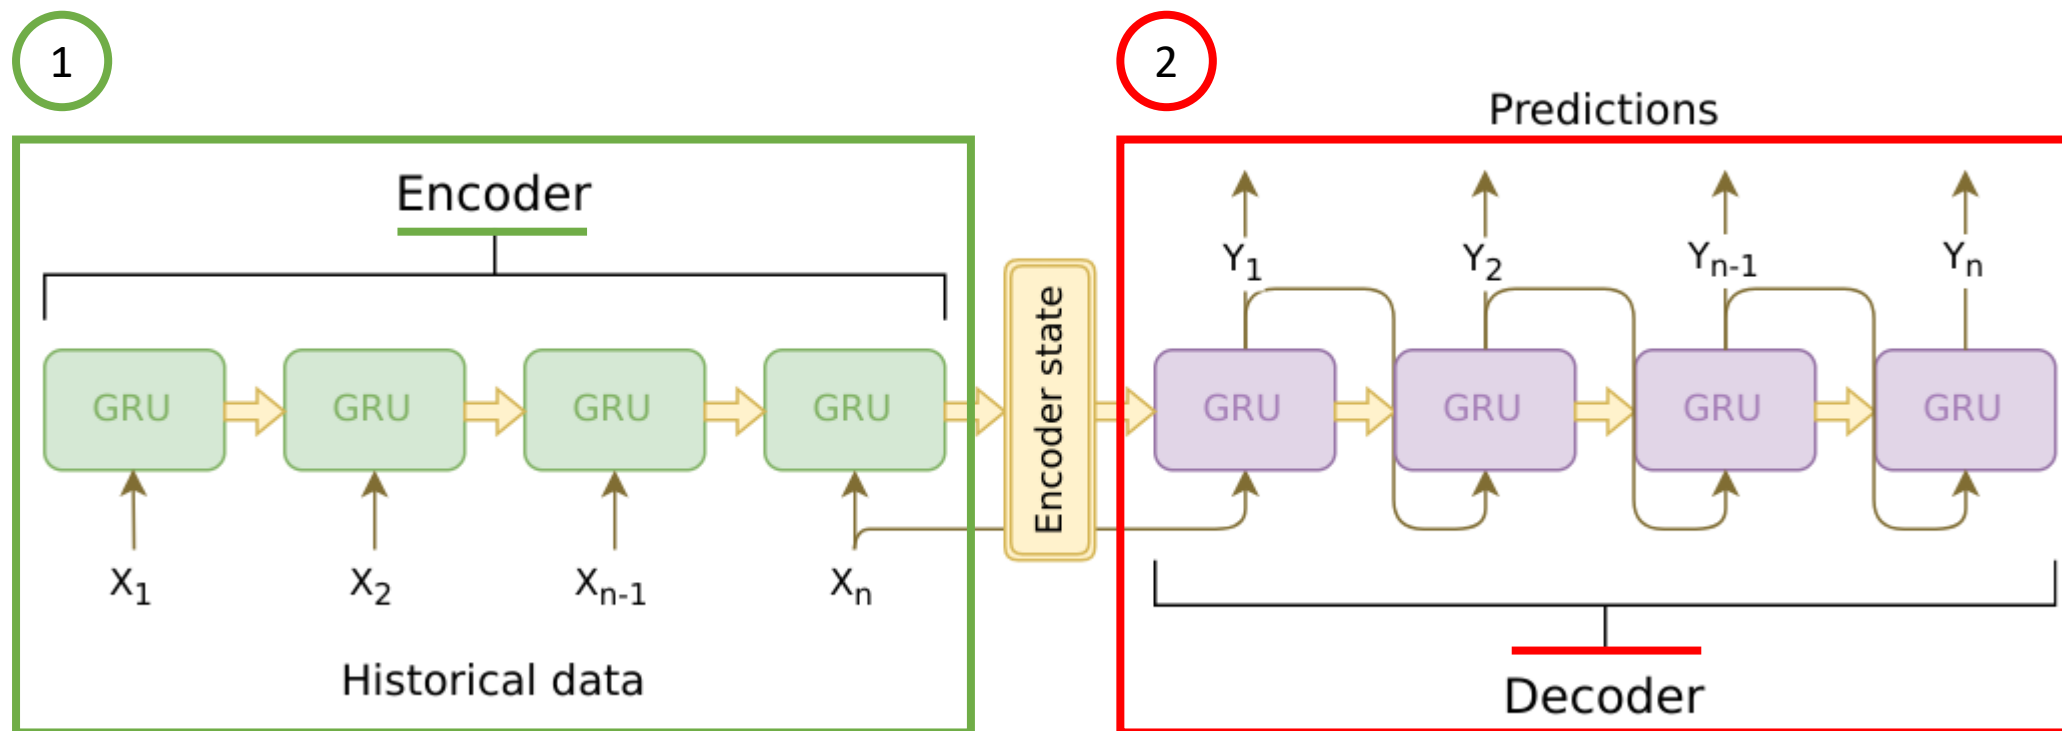 1
2
Predictions
Encoder
Y1 Y2 Yn-1 Yn
Encoder state
GRU GRU GRU GRU GRU GRU GRU GRU
X1 X2 Xn-1 Xn
Historical data
Decoder